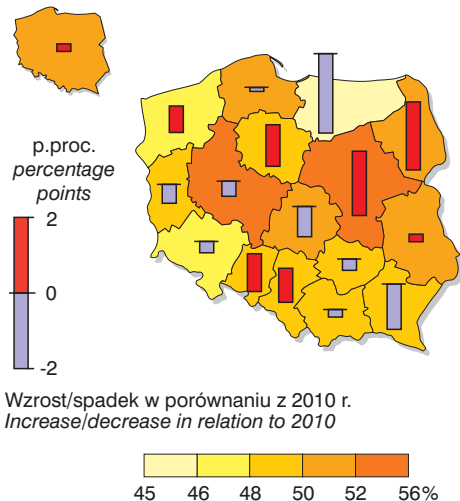 p.proc.
percentage
points
2
0
-2
Wzrost/spadek w porównaniu z 2010 r.
Increase/decrease in relation to 2010
45 46 48 50 52 56%